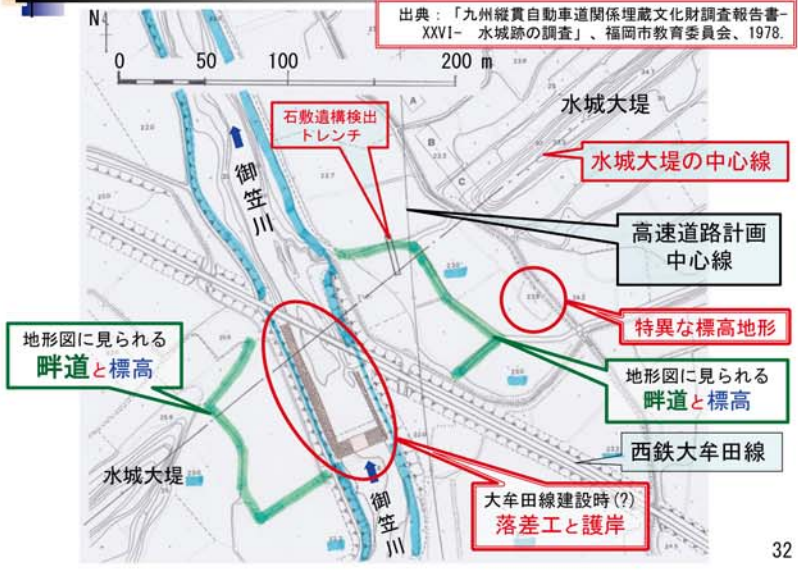 出典：「九州縦貫自動車道関係埋蔵文化財調査報告書-
XXVI- 水城跡の調査」、福岡市教育委員会、1978.
N
0 50 100 200 m
石敷遺構検出
トレンチ
水城大堤
水城大堤の中心線
高速道路計画
中心線
御笠川
A
B
C
特異な標高地形
地形図に見られる
畔道と標高
地形図に見られる
畔道と標高
西鉄大牟田線
水城大堤
大牟田線建設時(?)
落差工と護岸
御笠川
32